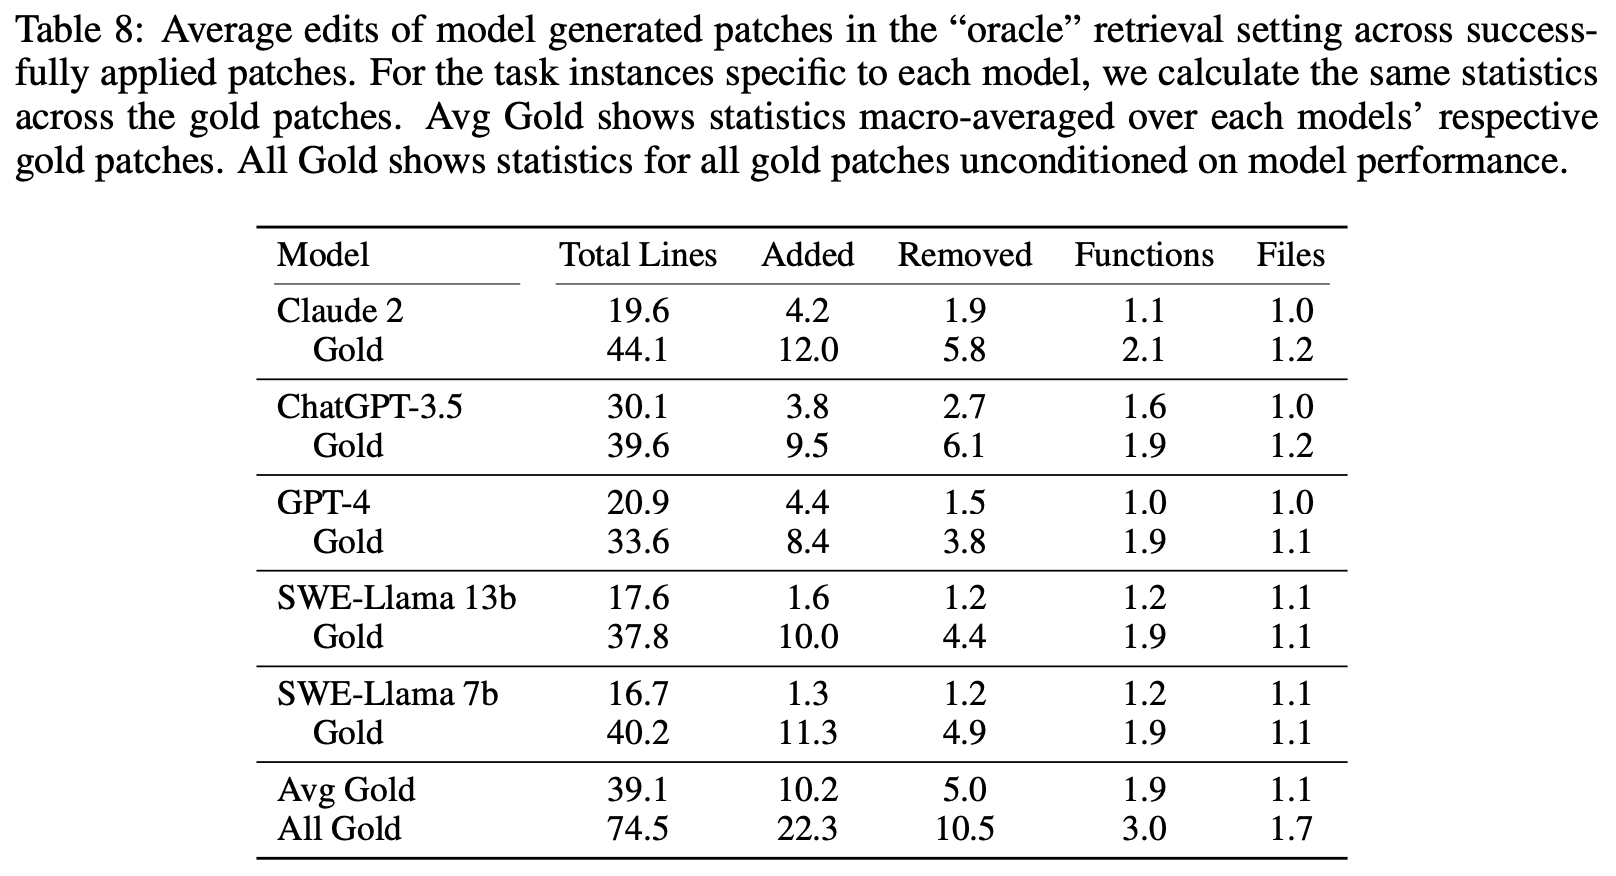 Table 8: Average edits of model generated patches in the “oracle” retrieval setting across success-
fully applied patches. For the task instances specific to each model, we calculate the same statistics
across the gold patches. Avg Gold shows statistics macro-averaged over each models’ respective
gold patches. All Gold shows statistics for all gold patches unconditioned on model performance.
Model Total Lines Added Removed Functions Files
Claude 2 19.6 4.2 1.9 1.1 1.0
Gold 44.1 12.0 5.8 2.1 1.2
ChatGPT-3.5 30.1 3.8 2.7 1.6 1.0
Gold 39.6 9.5 6.1 1.9 1.2
GPT-4 20.9 4.4 1.5 1.0 1.0
Gold 33.6 8.4 3.8 1.9 1.1
SWE-Llama 13b 17.6 1.6 1.2 1.2 1.1
Gold 37.8 10.0 4.4 1.9 1.1
SWE-Llama 7b 16.7 1.3 1.2 1.2 1.1
Gold 40.2 11.3 4.9 1.9 1.1
Avg Gold 39.1 10.2 5.0 1.9 1.1
All Gold 74.5 22.3 10.5 3.0 1.7